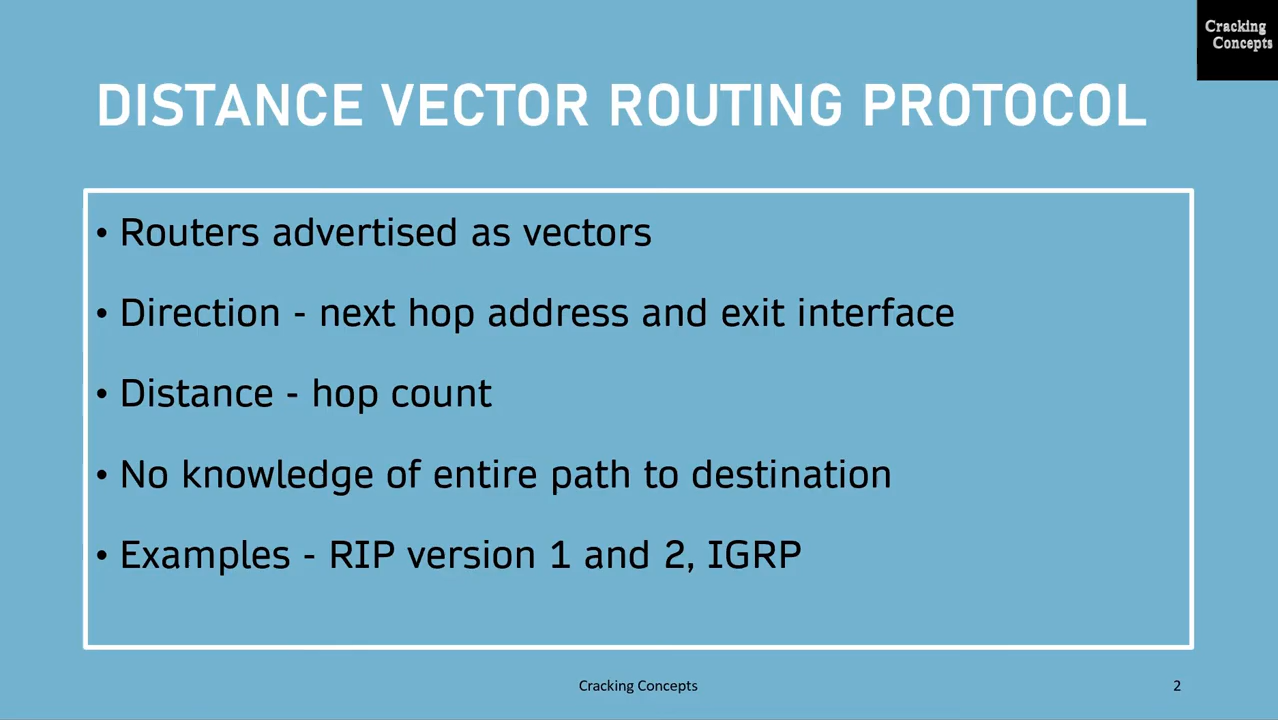 Cracking
Concepts
DISTANCE VECTOR ROUTING PROTOCOL
• Routers advertised as vectors
• Direction - next hop address and exit interface
• Distance - hop count
• No knowledge of entire path to destination
• Examples - RIP version 1 and 2, IGRP
Cracking Concepts
2